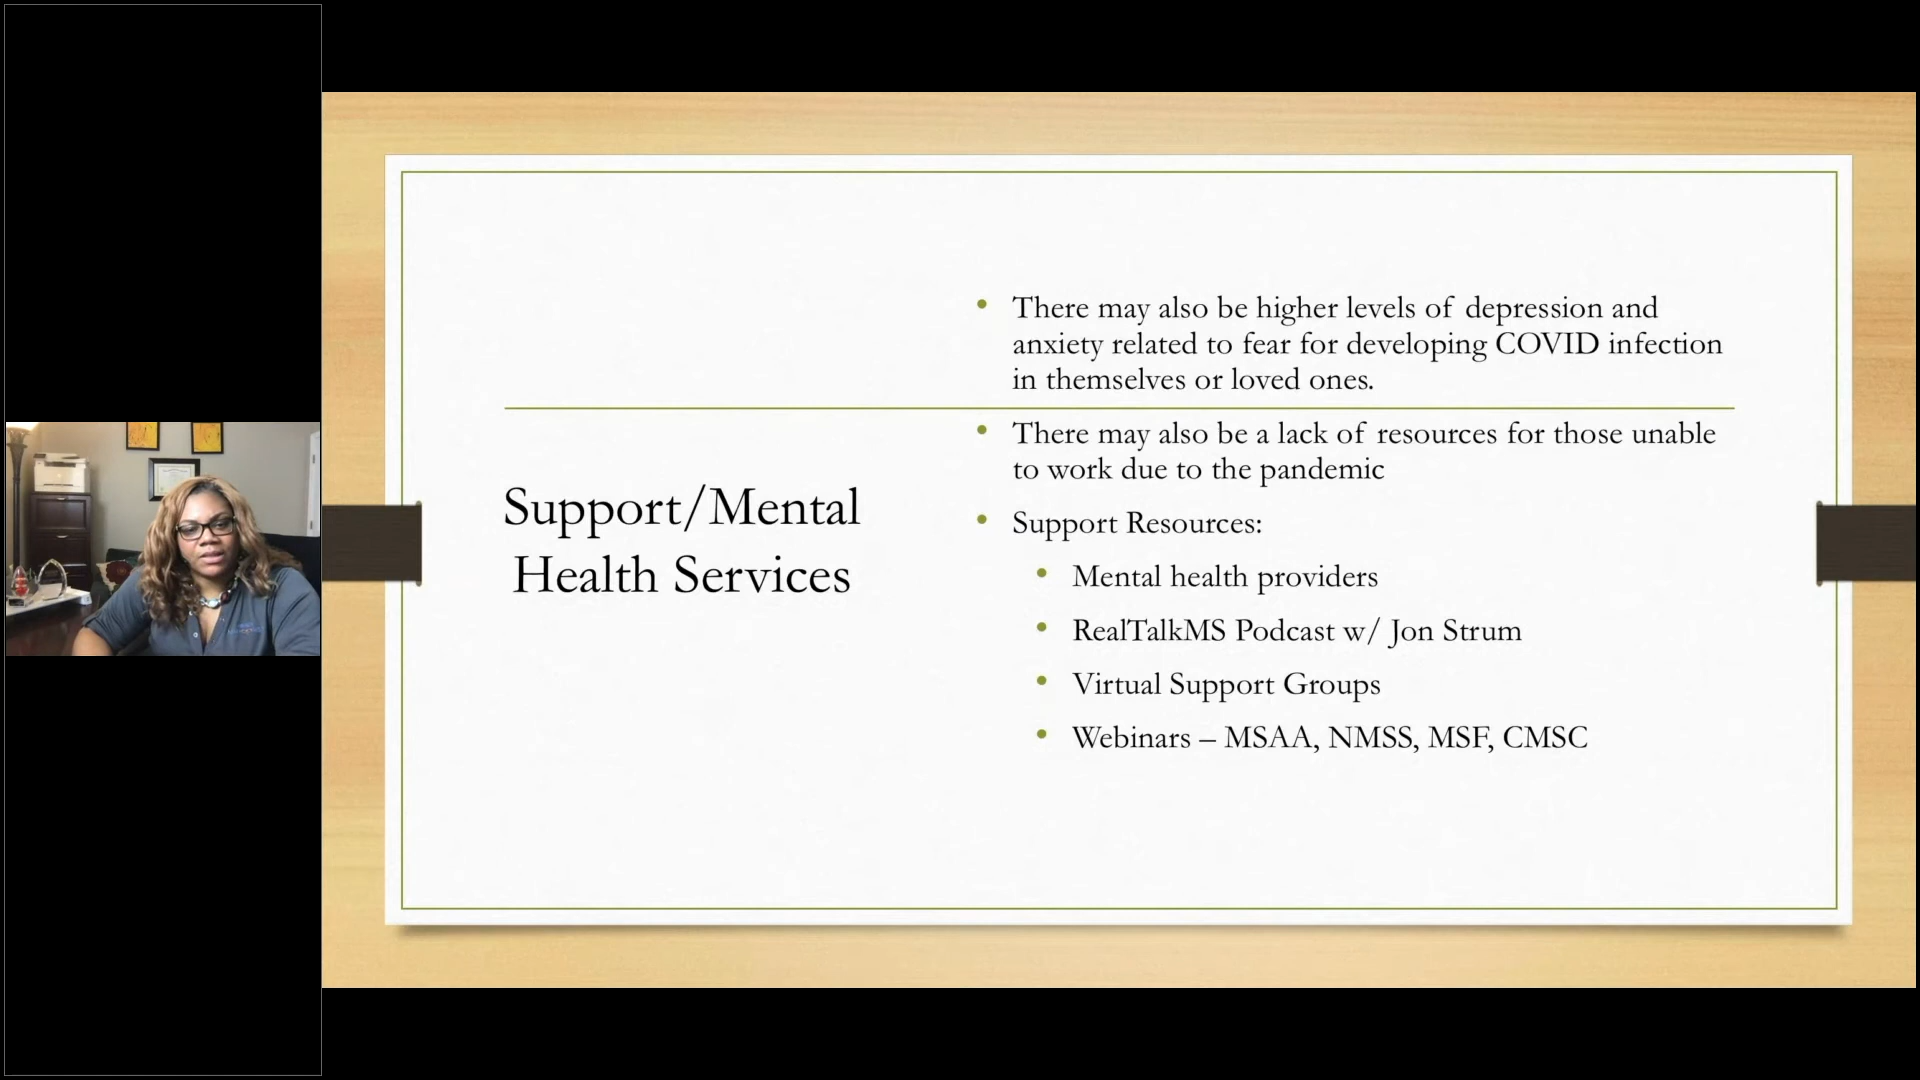 Support/Mental
Health Services
• There may also be higher levels of depression and
anxiety related to fear for developing COVID infection
in themselves or loved ones.
• There may also be a lack of resources for those unable
to work due to the pandemic
• Support Resources:
• Mental health providers
• RealTalkMS Podcast w/ Jon Strum
• Virtual Support Groups
• Webinars – MSAA, NMSS, MSF, CMSC